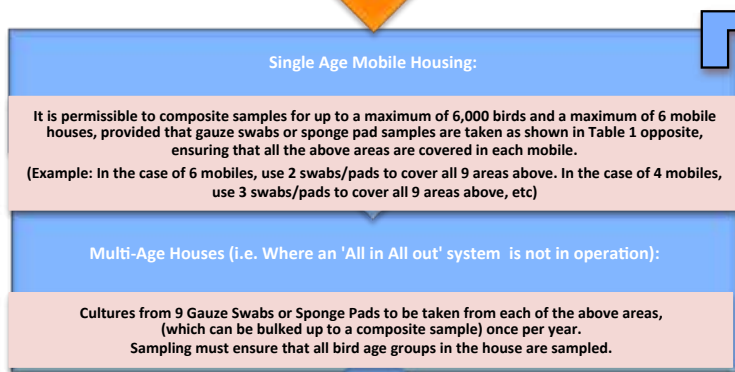 Single Age Mobile Housing:
It is permissible to composite samples for up to a maximum of 6,000 birds and a maximum of 6 mobile
houses, provided that gauze swabs or sponge pad samples are taken as shown in Table 1 opposite,
ensuring that all the above areas are covered in each mobile.
(Example: In the case of 6 mobiles, use 2 swabs/pads to cover all 9 areas above. In the case of 4 mobiles,
use 3 swabs/pads to cover all 9 areas above, etc)
Multi-Age Houses (i.e. Where an 'All in All out' system is not in operation):
Cultures from 9 Gauze Swabs or Sponge Pads to be taken from each of the above areas,
(which can be bulked up to a composite sample) once per year.
Sampling must ensure that all bird age groups in the house are sampled.